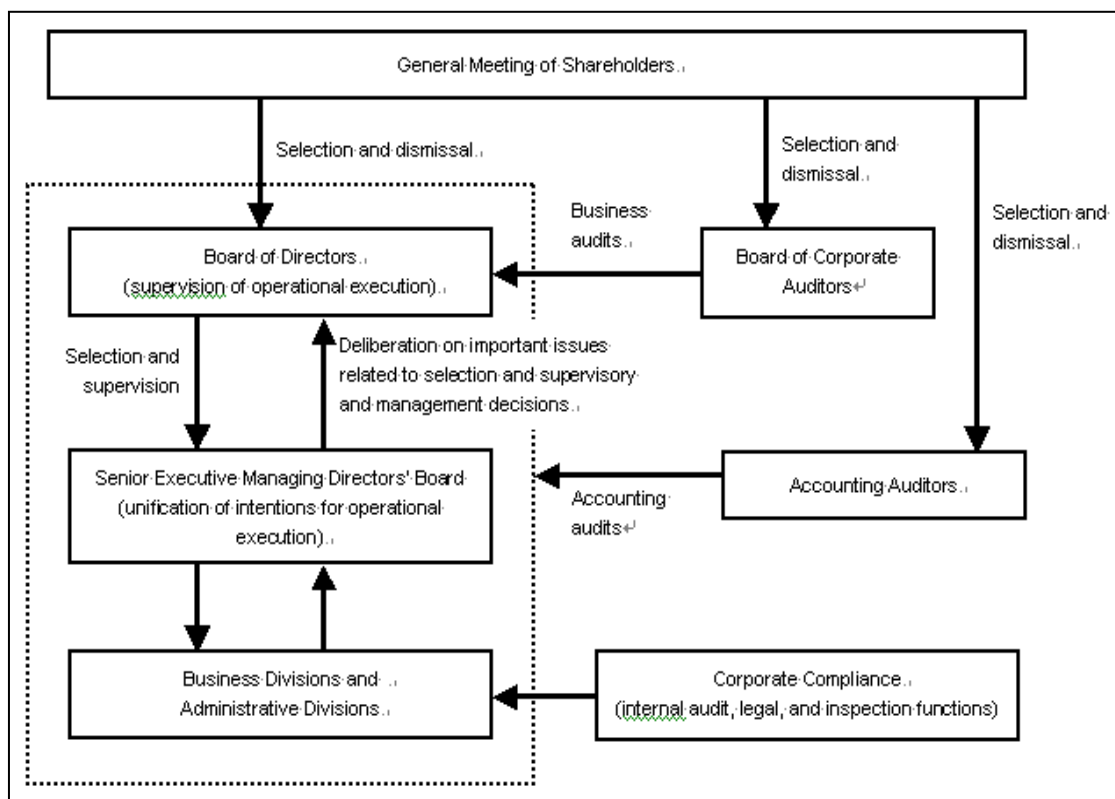 General Meeting of Shareholders.
Selection and dismissal.
Selection and
dismissal.
Selection and
dismissal.
Business
audits.
Board of Directors.
(supervision of operational execution).
Board of Corporate
Auditors
Selection and
supervision
Deliberation on important issues
related to selection and supervisory
and management decisions.
Senior Executive Managing Directors' Board
(unification of intentions for operational
execution).
Accounting
audits
Accounting Auditors.
Business Divisions and
Administrative Divisions.
Corporate Compliance.
(internal audit, legal, and inspection functions)